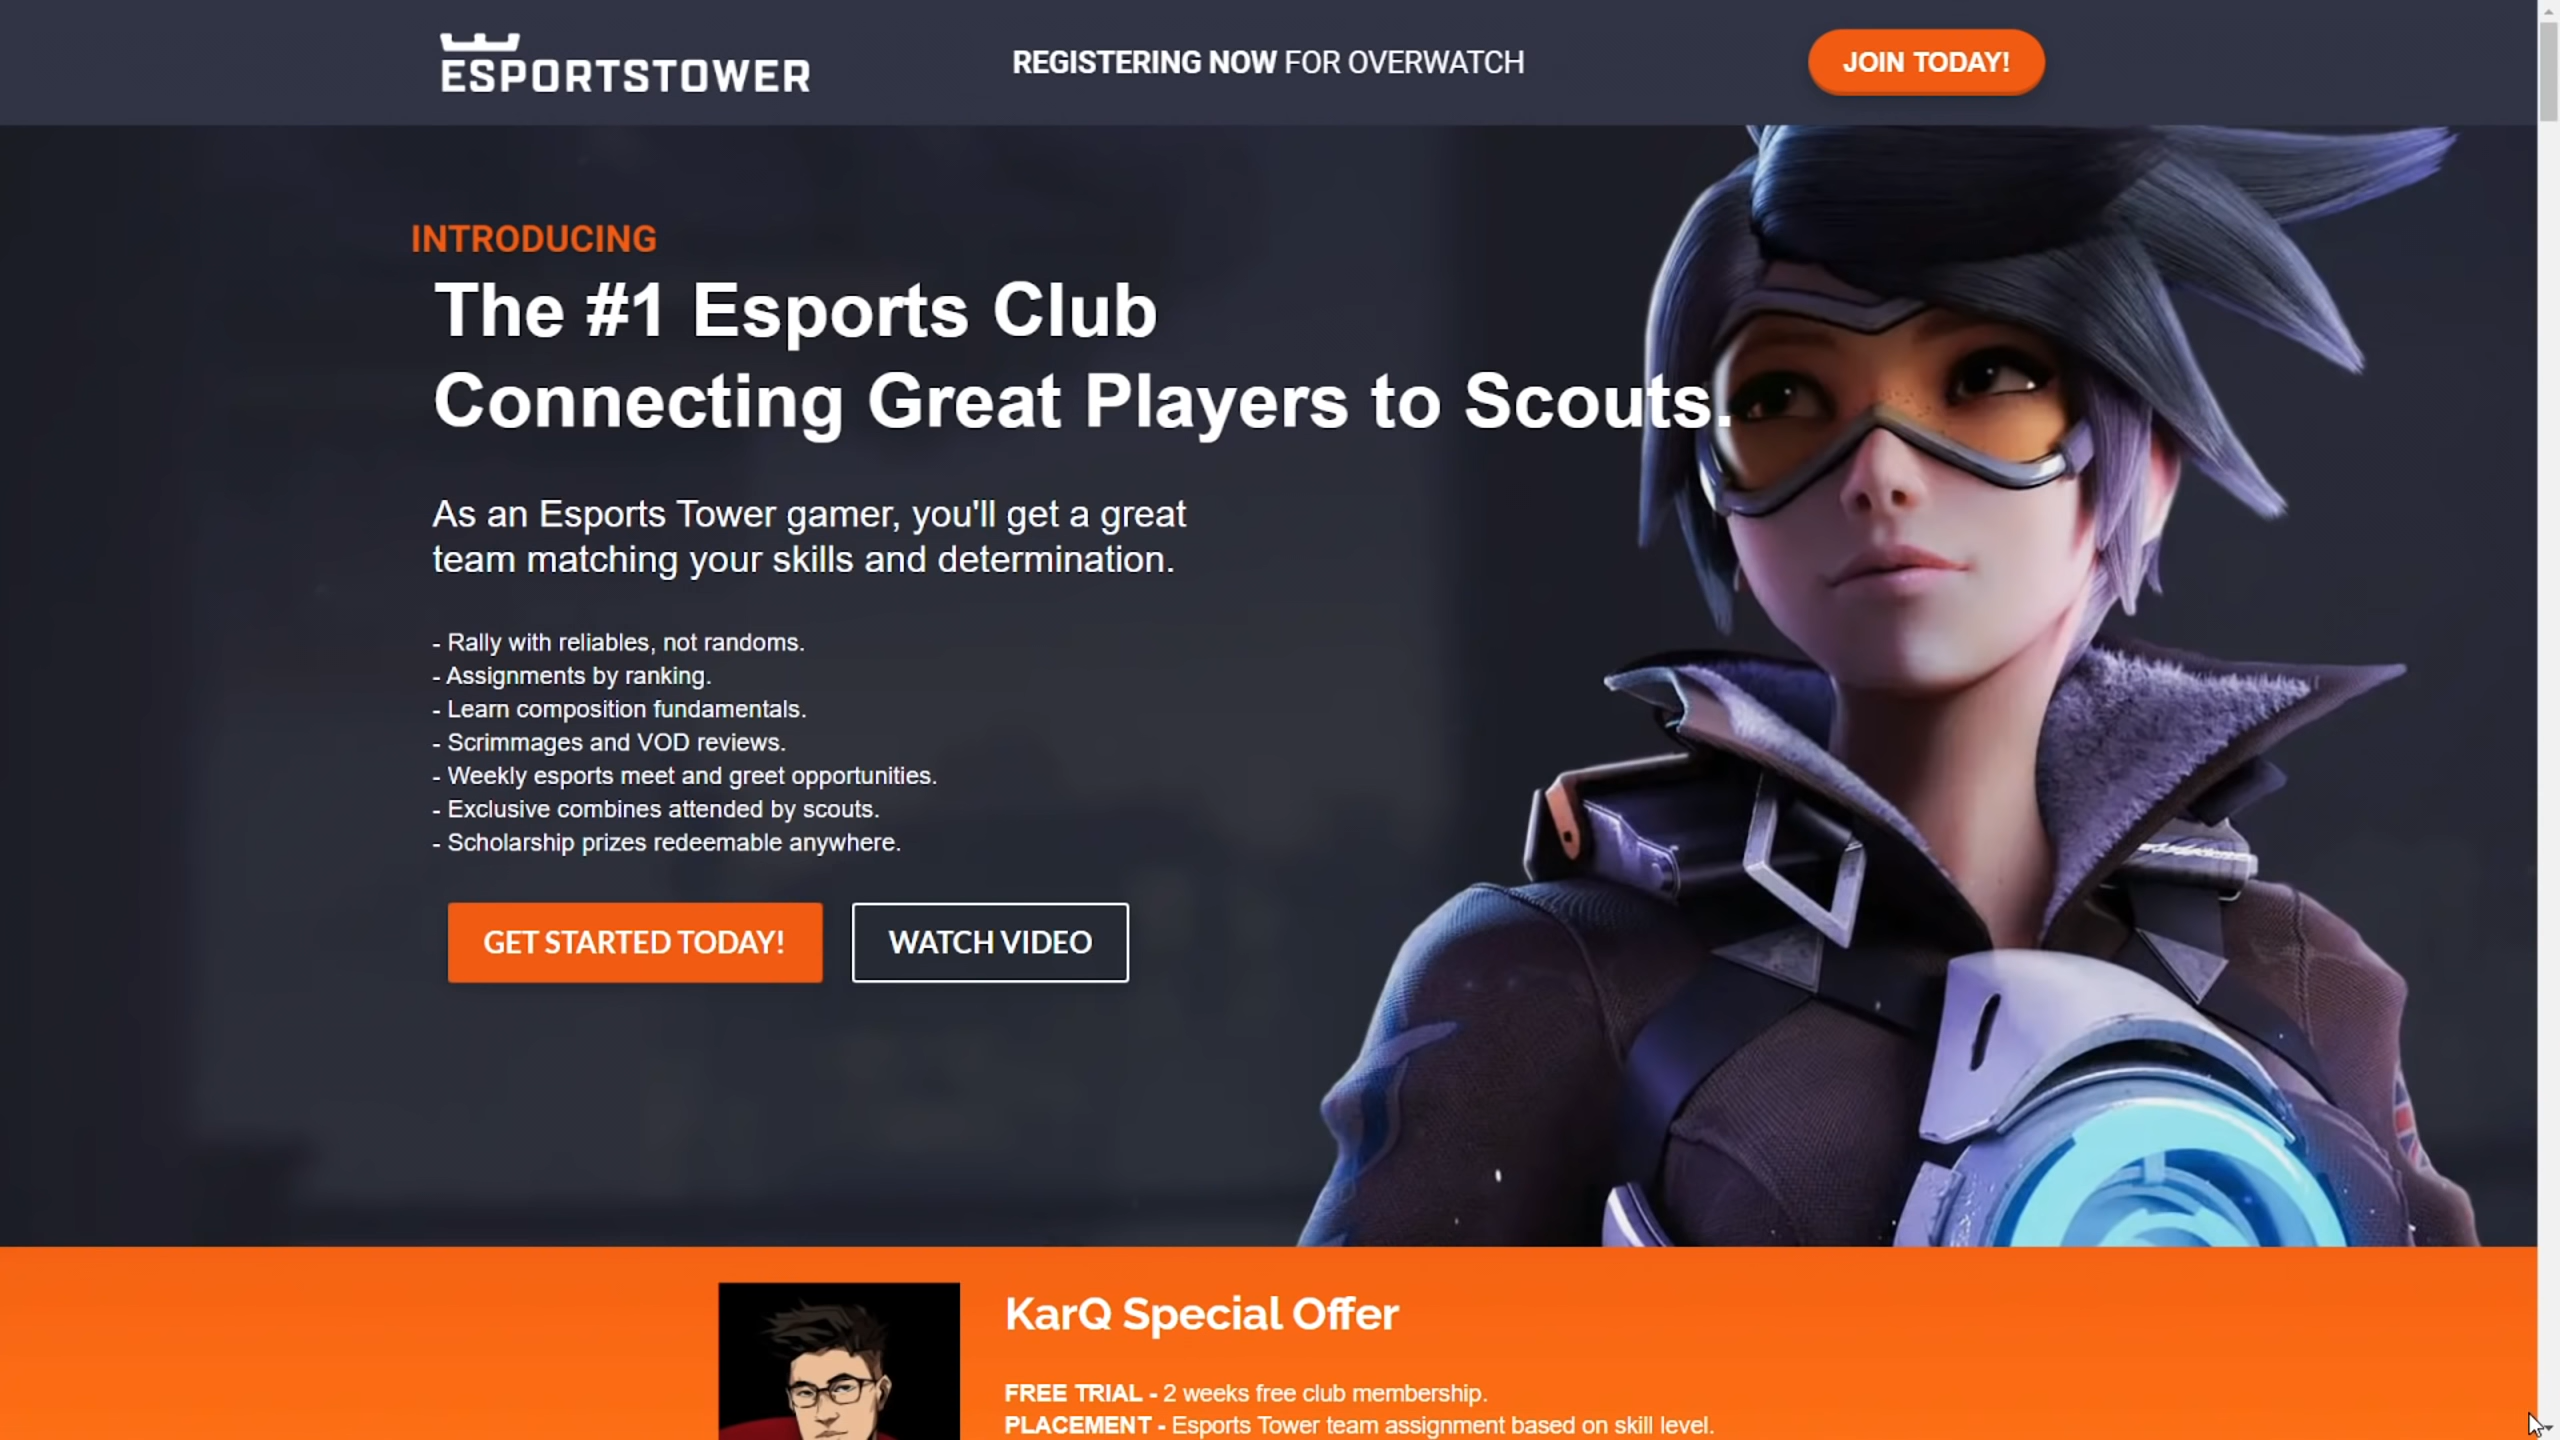 ESPORTSTOWER
REGISTERING NOW FOR OVERWATCH
JOIN TODAY!
INTRODUCING
The #1 Esports Club
Connecting Great Players to Scouts.
As an Esports Tower gamer, you'll get a great
team matching your skills and determination.
- Rally with reliables, not randoms.
- Assignments by ranking.
- Learn composition fundamentals.
- Scrimmages and VOD reviews.
- Weekly esports meet and greet opportunities.
- Exclusive combines attended by scouts.
- Scholarship prizes redeemable anywhere.
GET STARTED TODAY!
WATCH VIDEO
KarQ Special Offer
FREE TRIAL - 2 weeks free club membership.
PLACEMENT - Esports Tower team assignment based on skill level.